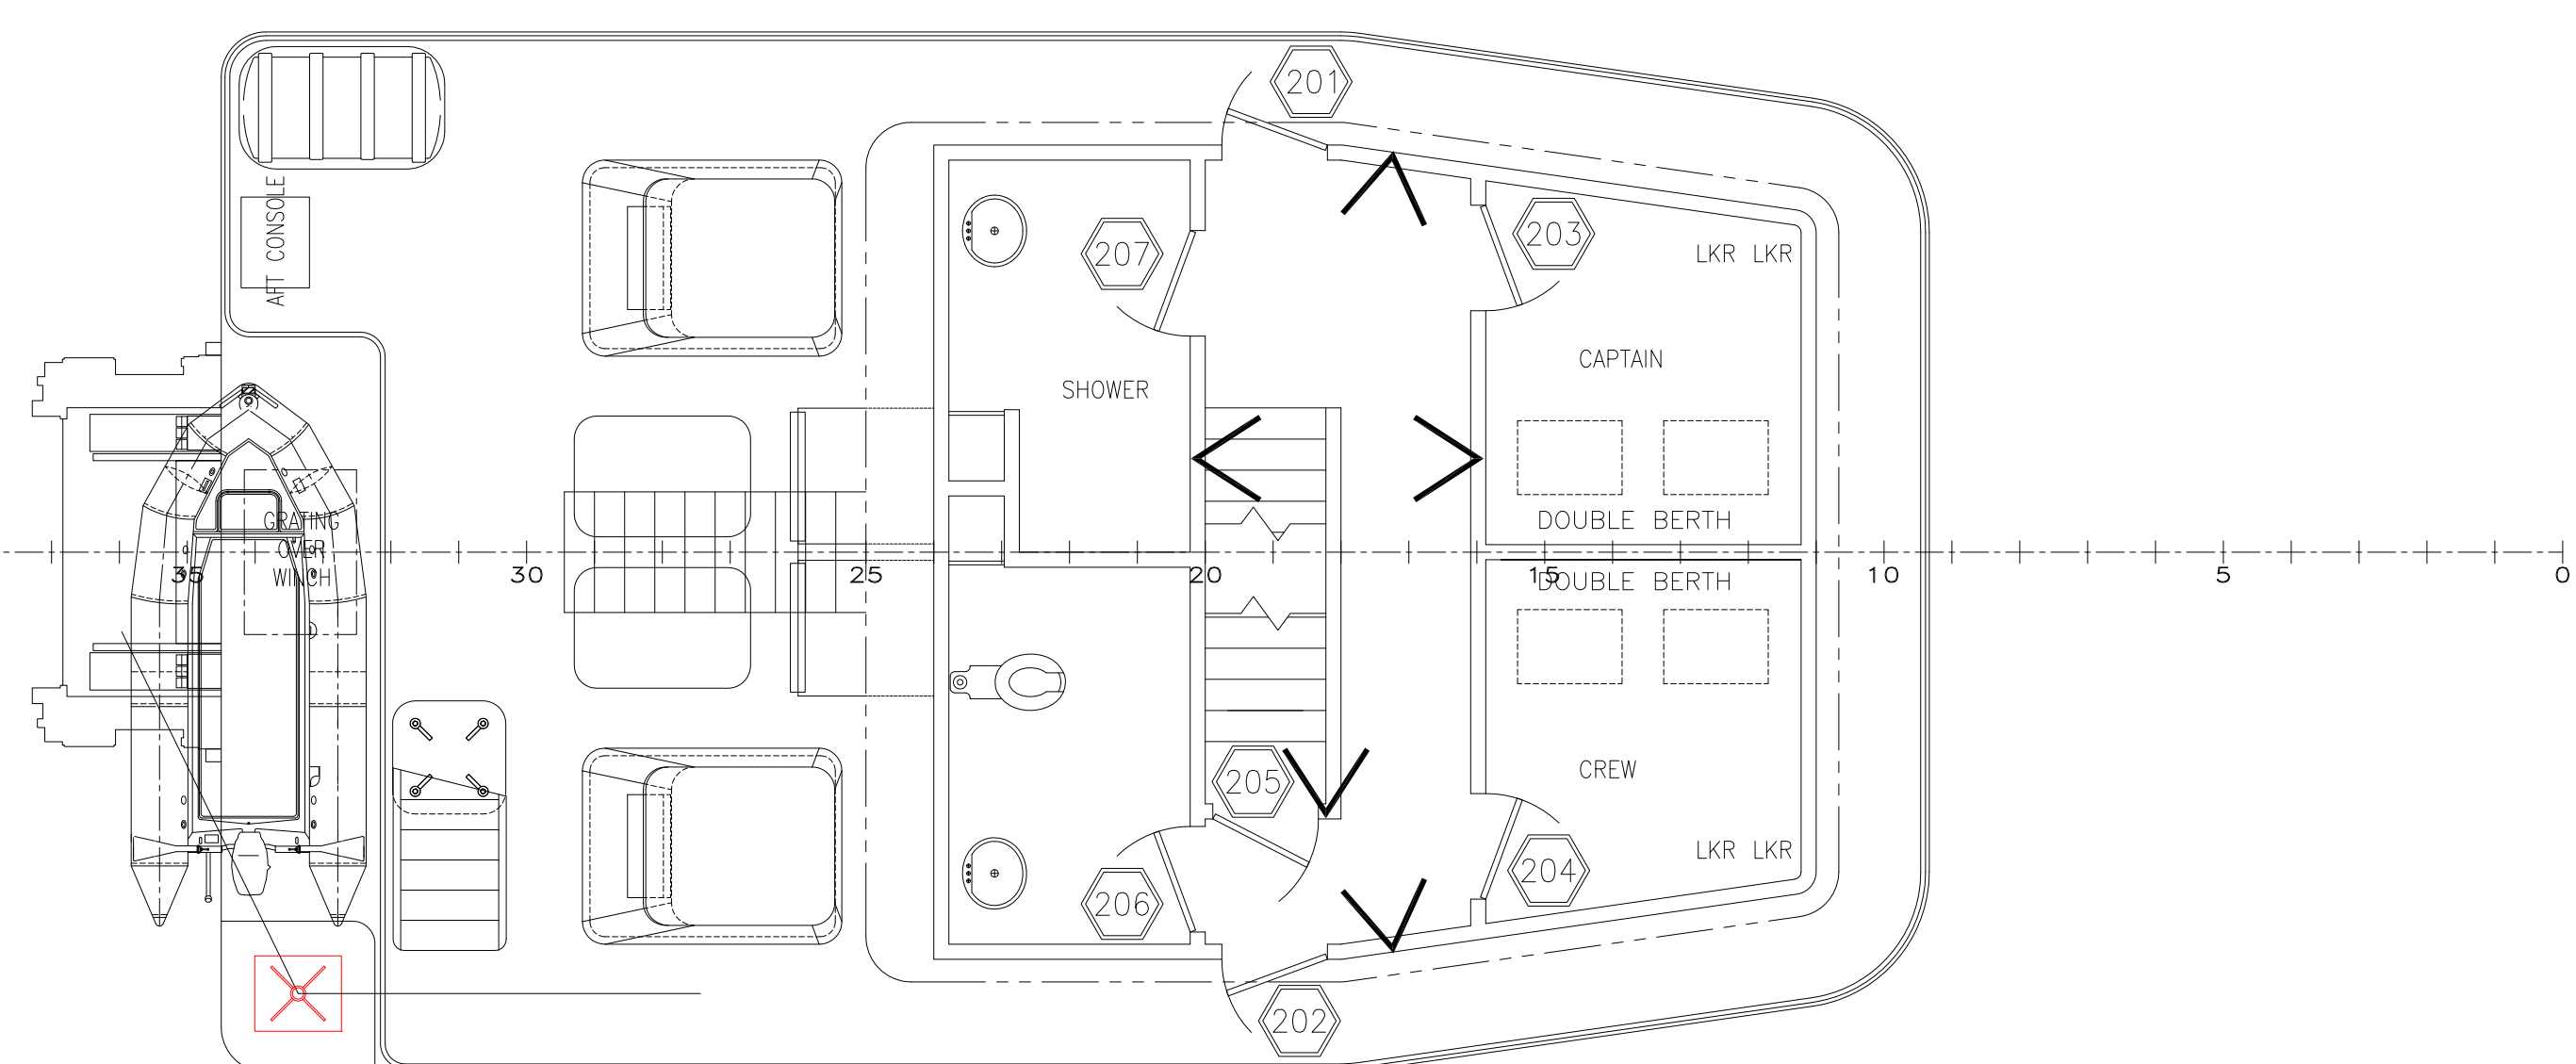 201
AFT CONSOLE
207
203
LKR LKR
CAPTAIN
SHOWER
GRATING
OVER
WINCH
DOUBLE BERTH
35
30
25
20
15
10
5
0
DOUBLE BERTH
CREW
205
LKR LKR
204
206
202